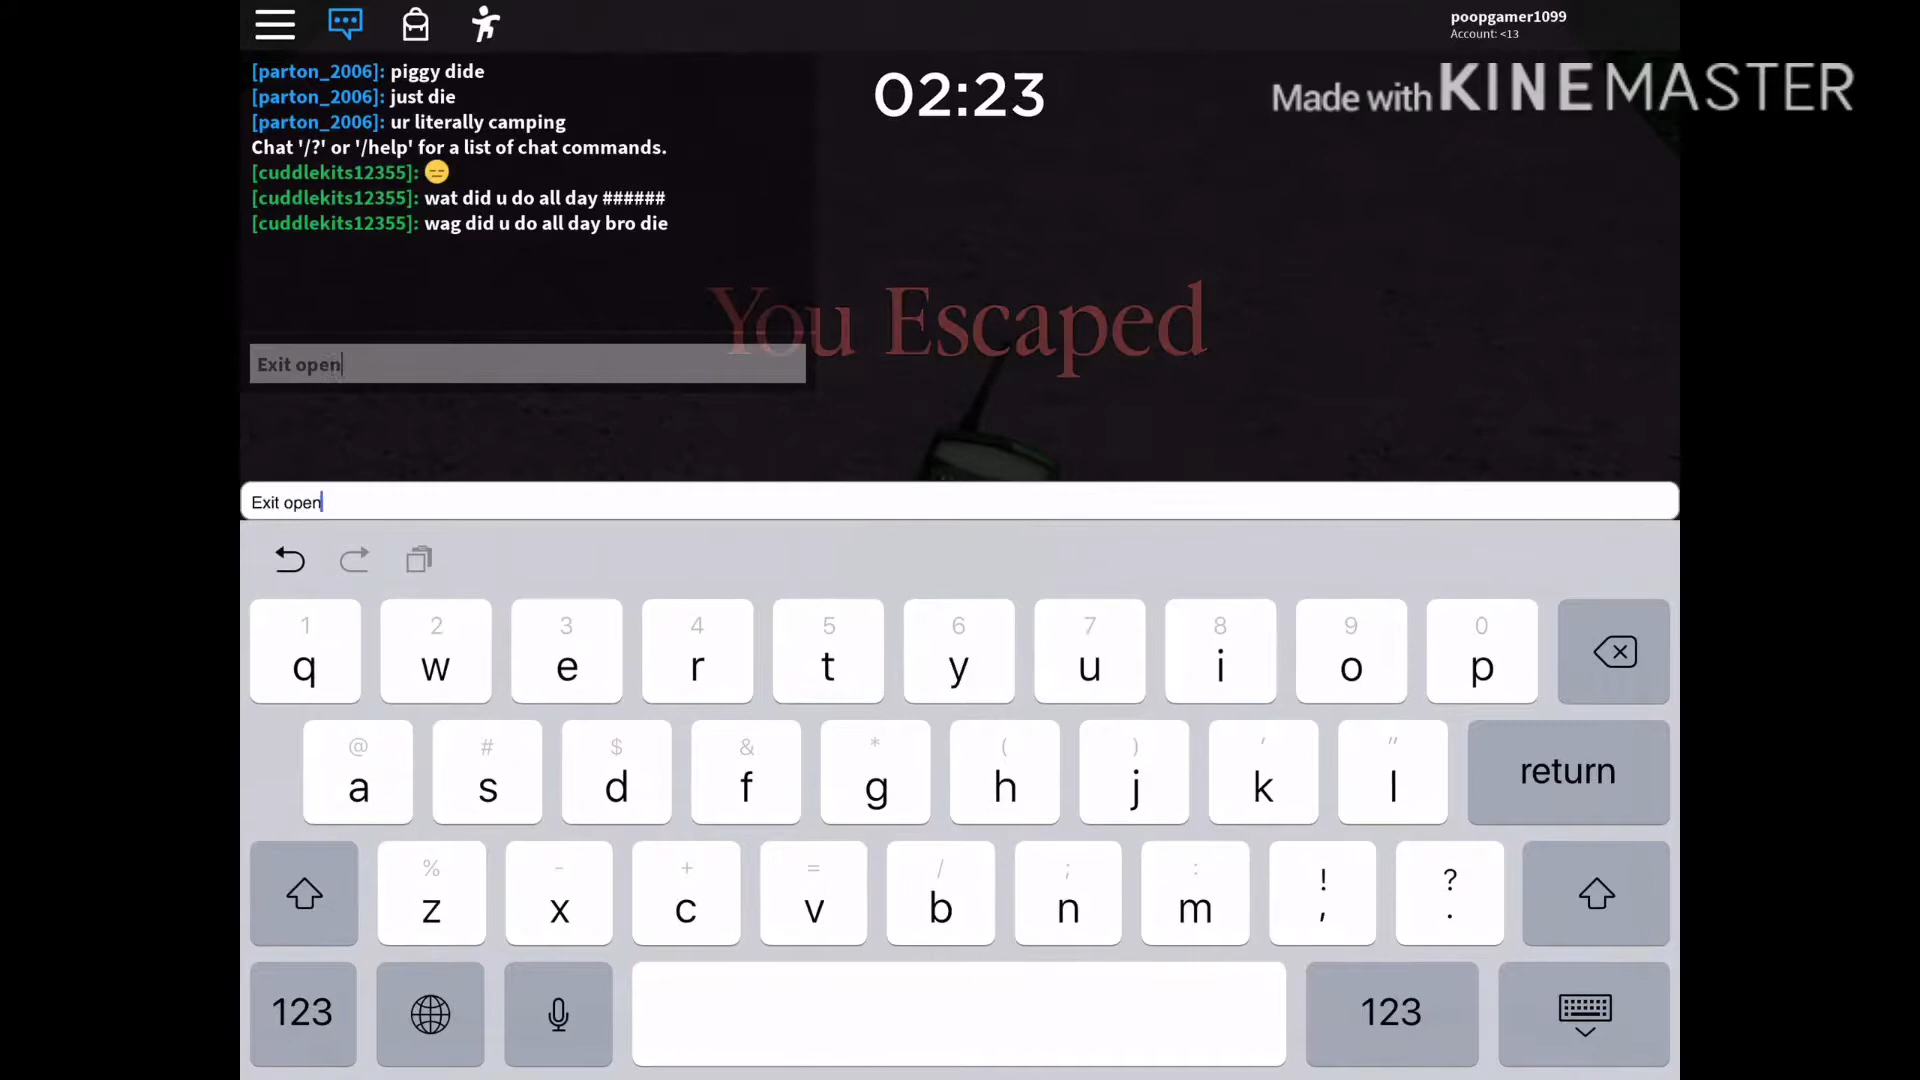 poopgamer1099
Account: <13
[parton_2006]: piggy dide
[parton_2006]: just die
[parton_2006]: ur literally camping
Chat '/?' or '/help' for a list of chat commands.
[cuddlekits12355]: 😑
[cuddlekits12355]: wat did u do all day ######
[cuddlekits12355]: wag did u do all day bro die
02:23
Made with KINEMASTER
You Escaped
Exit open
Exit open
1 2 3 4 5 6 7 8 9 0
q w e r t y u i o p
@ # $ & * ( ) ' "
a s d f g h j k l return
% - + = / ; : ! ?
z x c v b n m , .
123 123